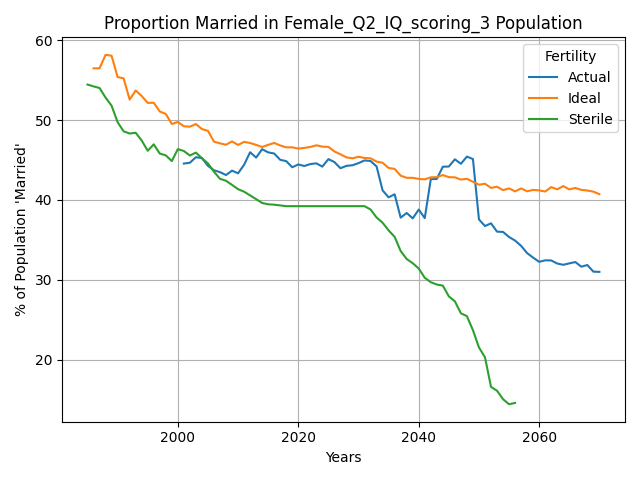 Proportion Married in Female_Q2_IQ_scoring_3 Population
Fertility
Actual
Ideal
Sterile
% of Population 'Married'
60
50
40
30
20
2000
2020
2040
2060
Years